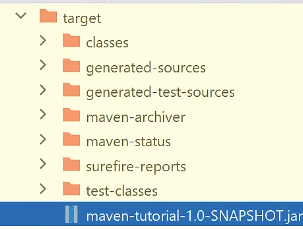 target
classes
generated-sources
generated-test-sources
maven-archiver
maven-status
surefire-reports
test-classes
maven-tutorial-1.0-SNAPSHOT.jar